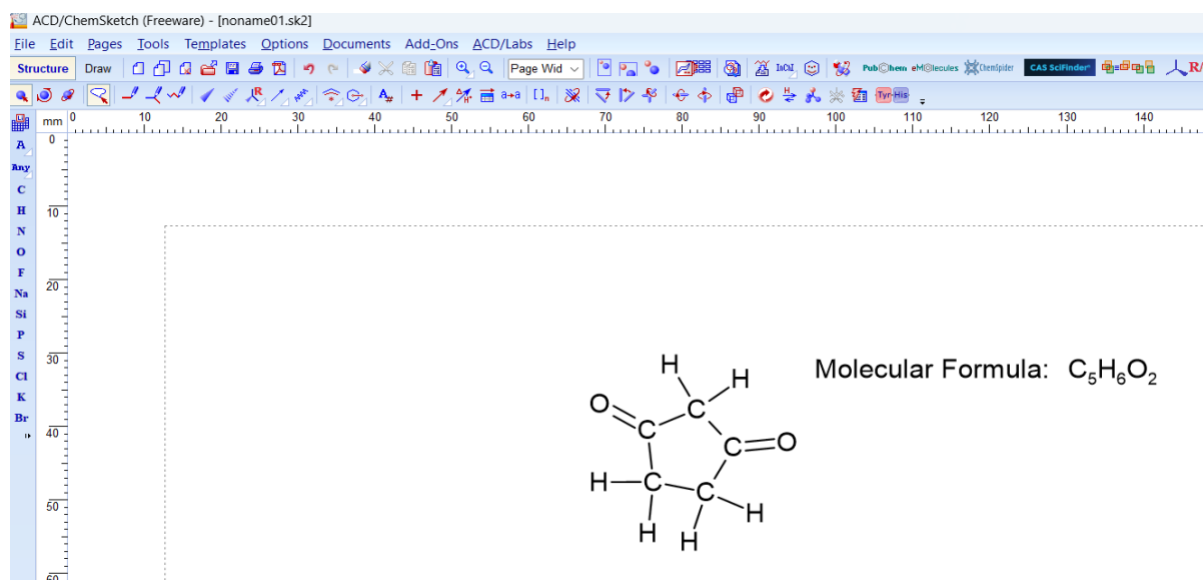 ACD/ChemSketch (Freeware) - [noname01.sk2]
File Edit Pages Tools Templates Options Documents Add-Ons ACD/Labs Help
Structure Draw Page Wid InChI PubChem eMolecules ChemSpider CAS SciFinder R/
R R A + a→a []n Tyr-His
mm 0 10 20 30 40 50 60 70 80 90 100 110 120 130 140
0
A
Any
C
H
10
N
O
F
20
Na
Si
P
S
30
Cl
K
Br
40
50
60
H
H
Molecular Formula: C₅H₆O₂
O
C
C
C
O
H
C
C
H
H
H